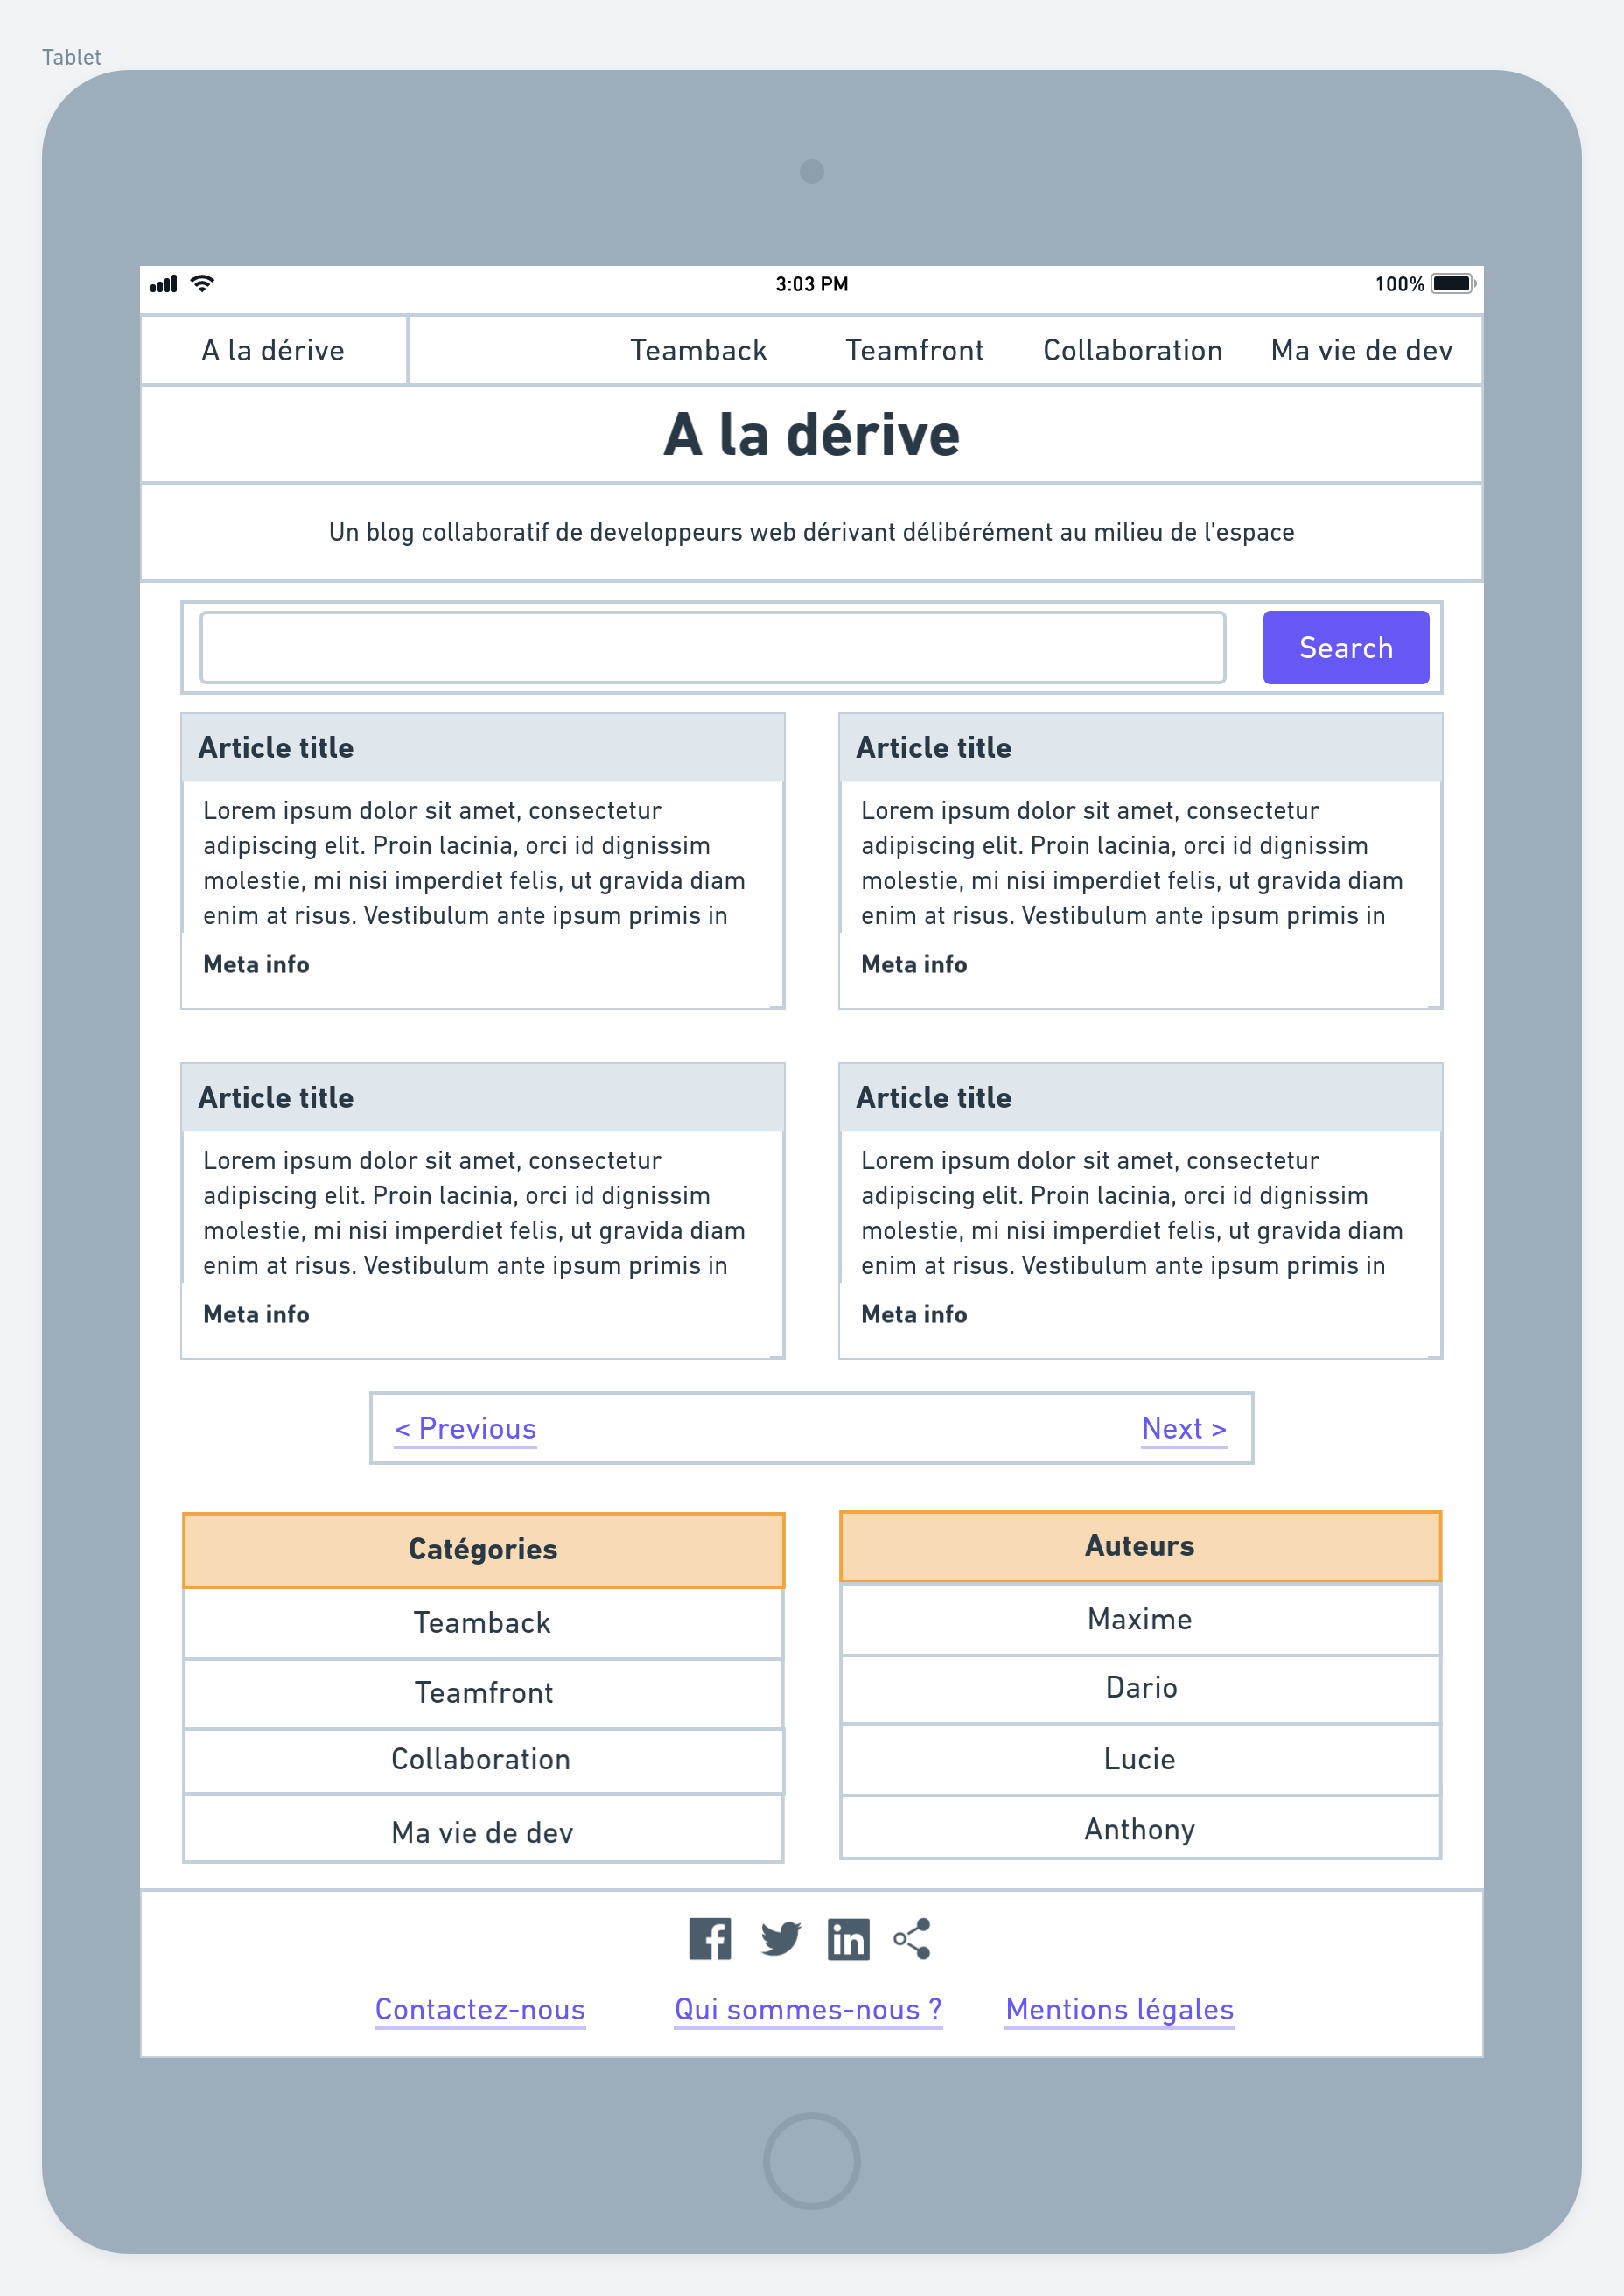 Tablet
3:03 PM
100%
A la dérive
Teamback
Teamfront
Collaboration
Ma vie de dev
A la dérive
Un blog collaboratif de developpeurs web dérivant délibérément au milieu de l'espace
Search
Article title
Lorem ipsum dolor sit amet, consectetur
adipiscing elit. Proin lacinia, orci id dignissim
molestie, mi nisi imperdiet felis, ut gravida diam
enim at risus. Vestibulum ante ipsum primis in
Meta info
Article title
Lorem ipsum dolor sit amet, consectetur
adipiscing elit. Proin lacinia, orci id dignissim
molestie, mi nisi imperdiet felis, ut gravida diam
enim at risus. Vestibulum ante ipsum primis in
Meta info
Article title
Lorem ipsum dolor sit amet, consectetur
adipiscing elit. Proin lacinia, orci id dignissim
molestie, mi nisi imperdiet felis, ut gravida diam
enim at risus. Vestibulum ante ipsum primis in
Meta info
Article title
Lorem ipsum dolor sit amet, consectetur
adipiscing elit. Proin lacinia, orci id dignissim
molestie, mi nisi imperdiet felis, ut gravida diam
enim at risus. Vestibulum ante ipsum primis in
Meta info
< Previous
Next >
Catégories
Teamback
Teamfront
Collaboration
Ma vie de dev
Auteurs
Maxime
Dario
Lucie
Anthony
Contactez-nous
Qui sommes-nous ?
Mentions légales